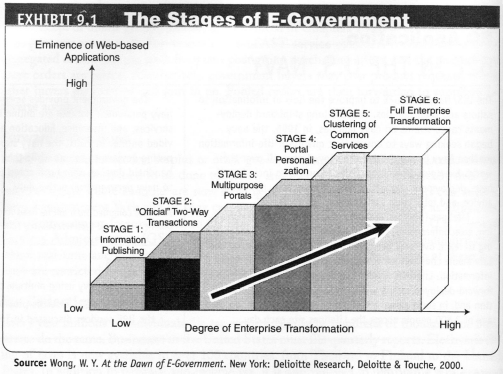 EXHIBIT 9.1 The Stages of E-Government
Eminence of Web-based
Applications
High
STAGE 1:
Information
Publishing
STAGE 2:
"Official" Two-Way
Transactions
STAGE 3:
Multipurpose
Portals
STAGE 4:
Portal
Personali-
zation
STAGE 5:
Clustering of
Common
Services
STAGE 6:
Full Enterprise
Transformation
Low
Low
Degree of Enterprise Transformation
High
Source: Wong, W. Y. At the Dawn of E-Government. New York: Delioitte Research, Deloitte & Touche, 2000.